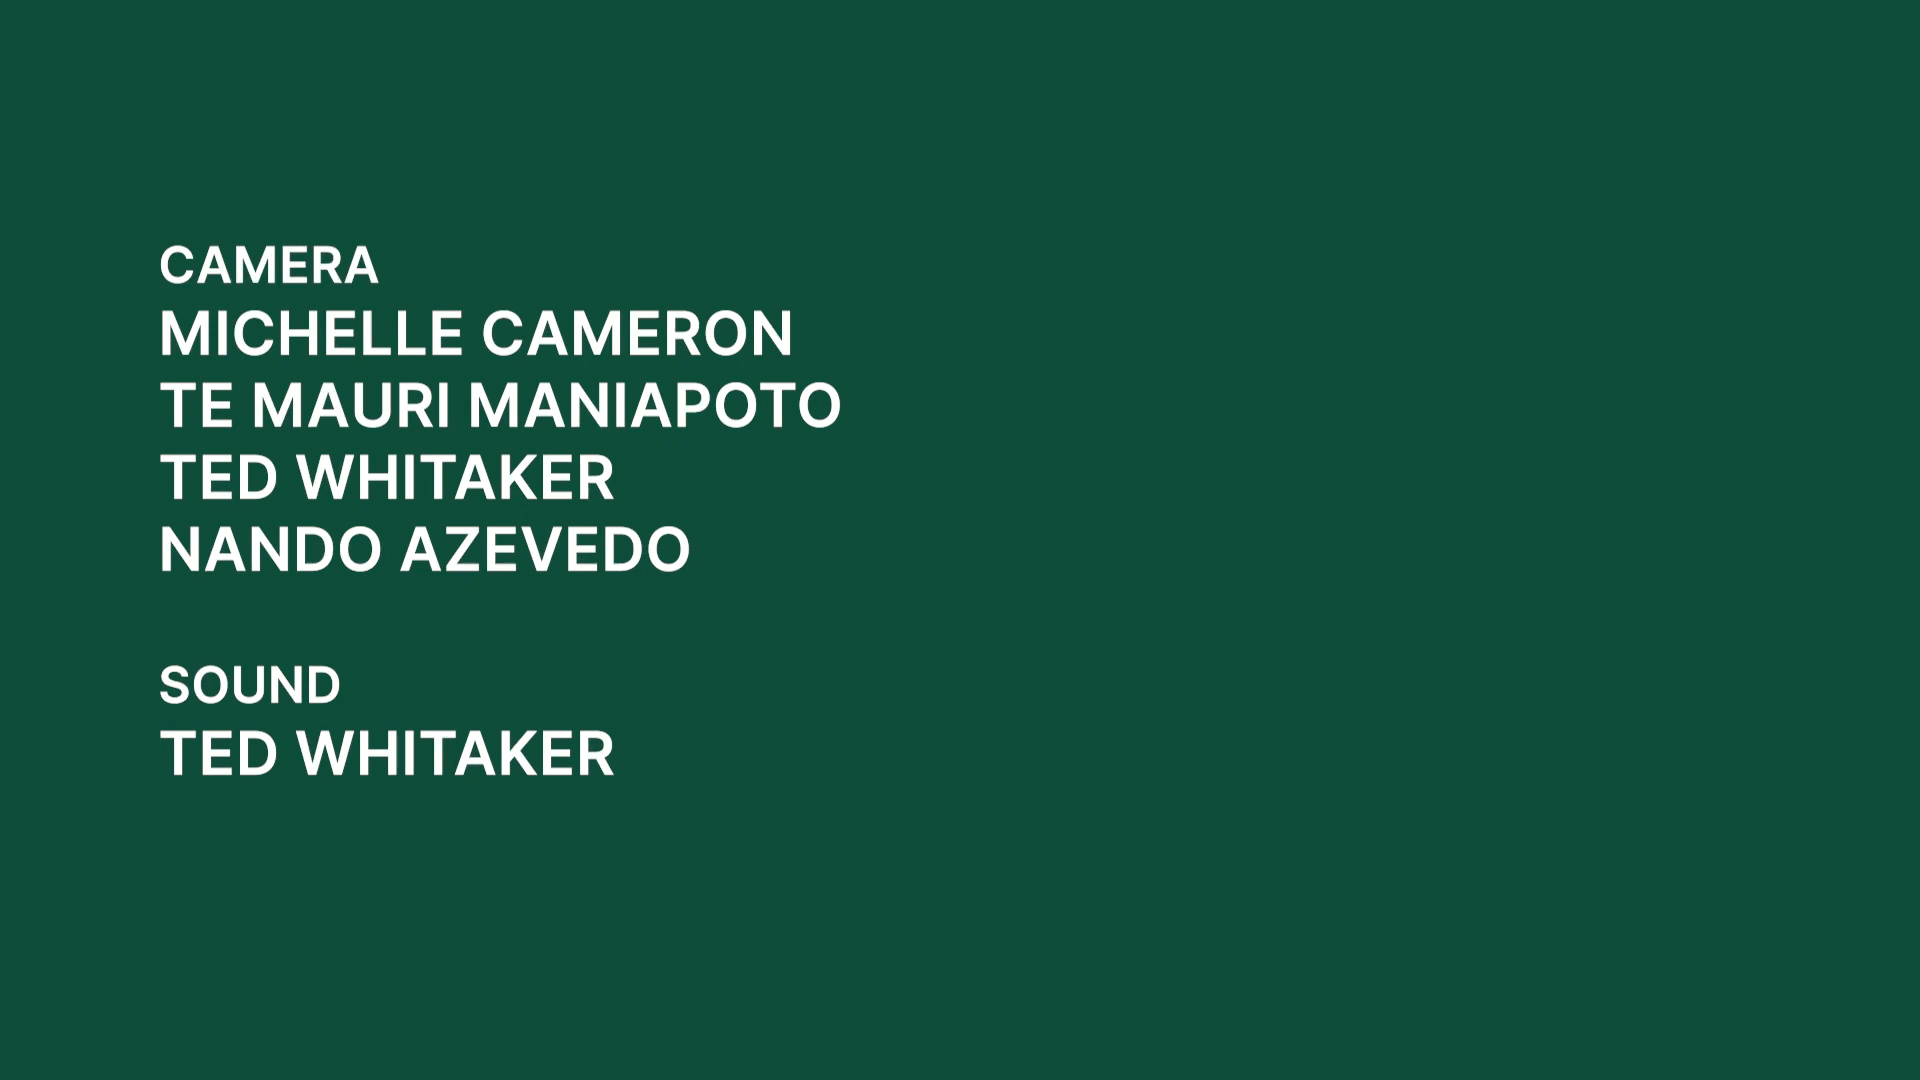 CAMERA
MICHELLE CAMERON
TE MAURI MANIAPOTO
TED WHITAKER
NANDO AZEVEDO
SOUND
TED WHITAKER